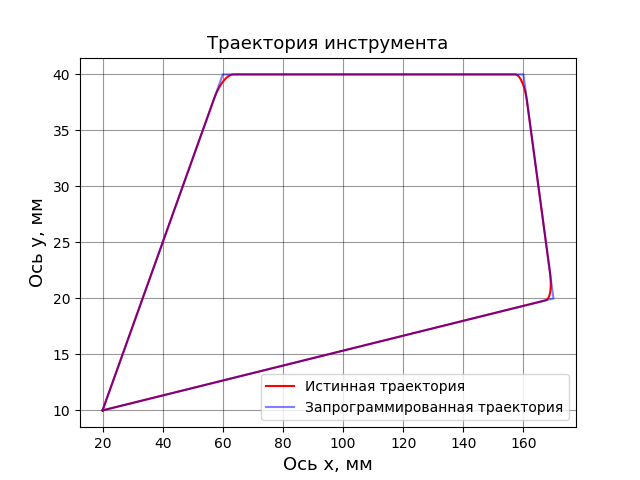 Траектория инструмента
40
35
30
25
20
15
10
Ось y, мм
Истинная траектория
Запрограммированная траектория
20 40 60 80 100 120 140 160
Ось x, мм